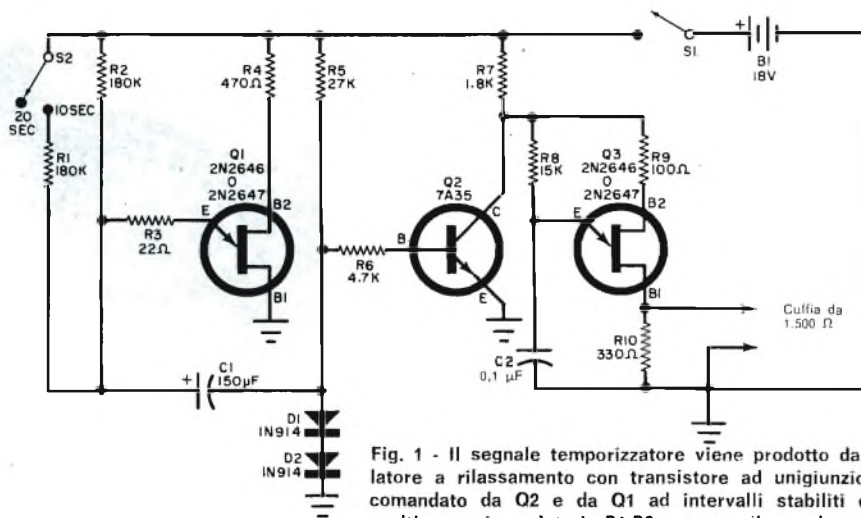 S2
R2
180K
R4
470Ω
R5
27K
R7
1.8K
S1
B1
18V
+
20
SEC
10SEC
R1
180K
Q1
2N2646
O
2N2647
B2
E
B1
R3
22Ω
Q2
7A35
C
B
E
R6
4.7K
R8
15K
Q3
2N2646
O
2N2647
R9
100Ω
B2
E
B1
Cuffia da
1.500 Ω
R10
330Ω
C2
0,1 µF
+
C1
150µF
D1
1N914
D2
1N914
Fig. 1 - Il segnale temporizzatore viene prodotto da
latore a rilassamento con transistore ad unigiunzio
comandato da Q2 e da Q1 ad intervalli stabiliti